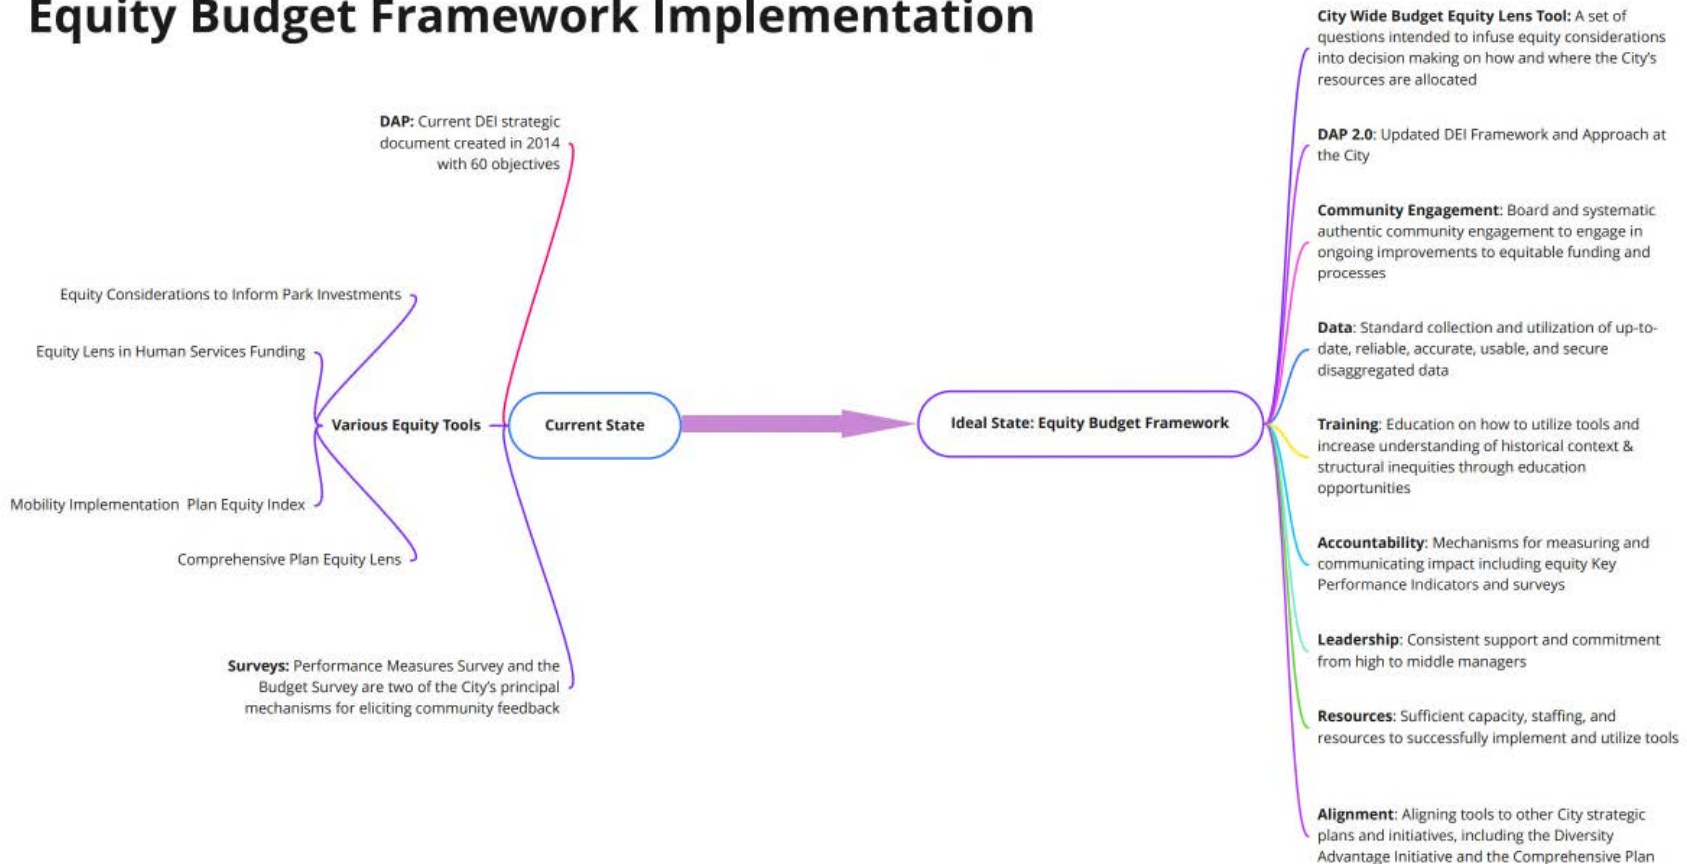 Equity Budget Framework Implementation
DAP: Current DEI strategic
document created in 2014
with 60 objectives
Equity Considerations to Inform Park Investments
Equity Lens in Human Services Funding
Various Equity Tools
Mobility Implementation  Plan Equity Index
Comprehensive Plan Equity Lens
Surveys: Performance Measures Survey and the
Budget Survey are two of the City's principal
mechanisms for eliciting community feedback
Current State
Ideal State: Equity Budget Framework
City Wide Budget Equity Lens Tool: A set of
questions intended to infuse equity considerations
into decision making on how and where the City's
resources are allocated
DAP 2.0: Updated DEI Framework and Approach at
the City
Community Engagement: Board and systematic
authentic community engagement to engage in
ongoing improvements to equitable funding and
processes
Data: Standard collection and utilization of up-to-
date, reliable, accurate, usable, and secure
disaggregated data
Training: Education on how to utilize tools and
increase understanding of historical context &
structural inequities through education
opportunities
Accountability: Mechanisms for measuring and
communicating impact including equity Key
Performance Indicators and surveys
Leadership: Consistent support and commitment
from high to middle managers
Resources: Sufficient capacity, staffing, and
resources to successfully implement and utilize tools
Alignment: Aligning tools to other City strategic
plans and initiatives, including the Diversity
Advantage Initiative and the Comprehensive Plan